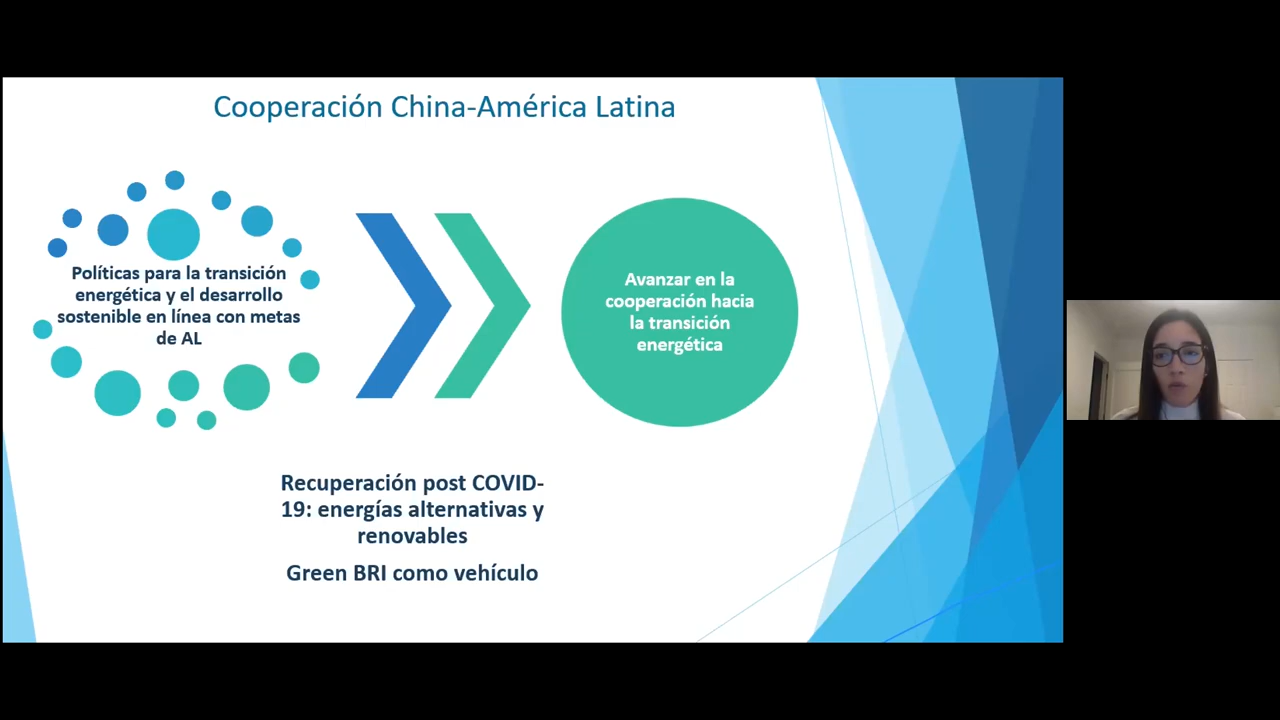 Cooperación China-América Latina
Políticas para la transición
energética y el desarrollo
sostenible en línea con metas
de AL
Avanzar en la
cooperación hacia
la transición
energética
Recuperación post COVID-
19: energías alternativas y
renovables
Green BRI como vehículo